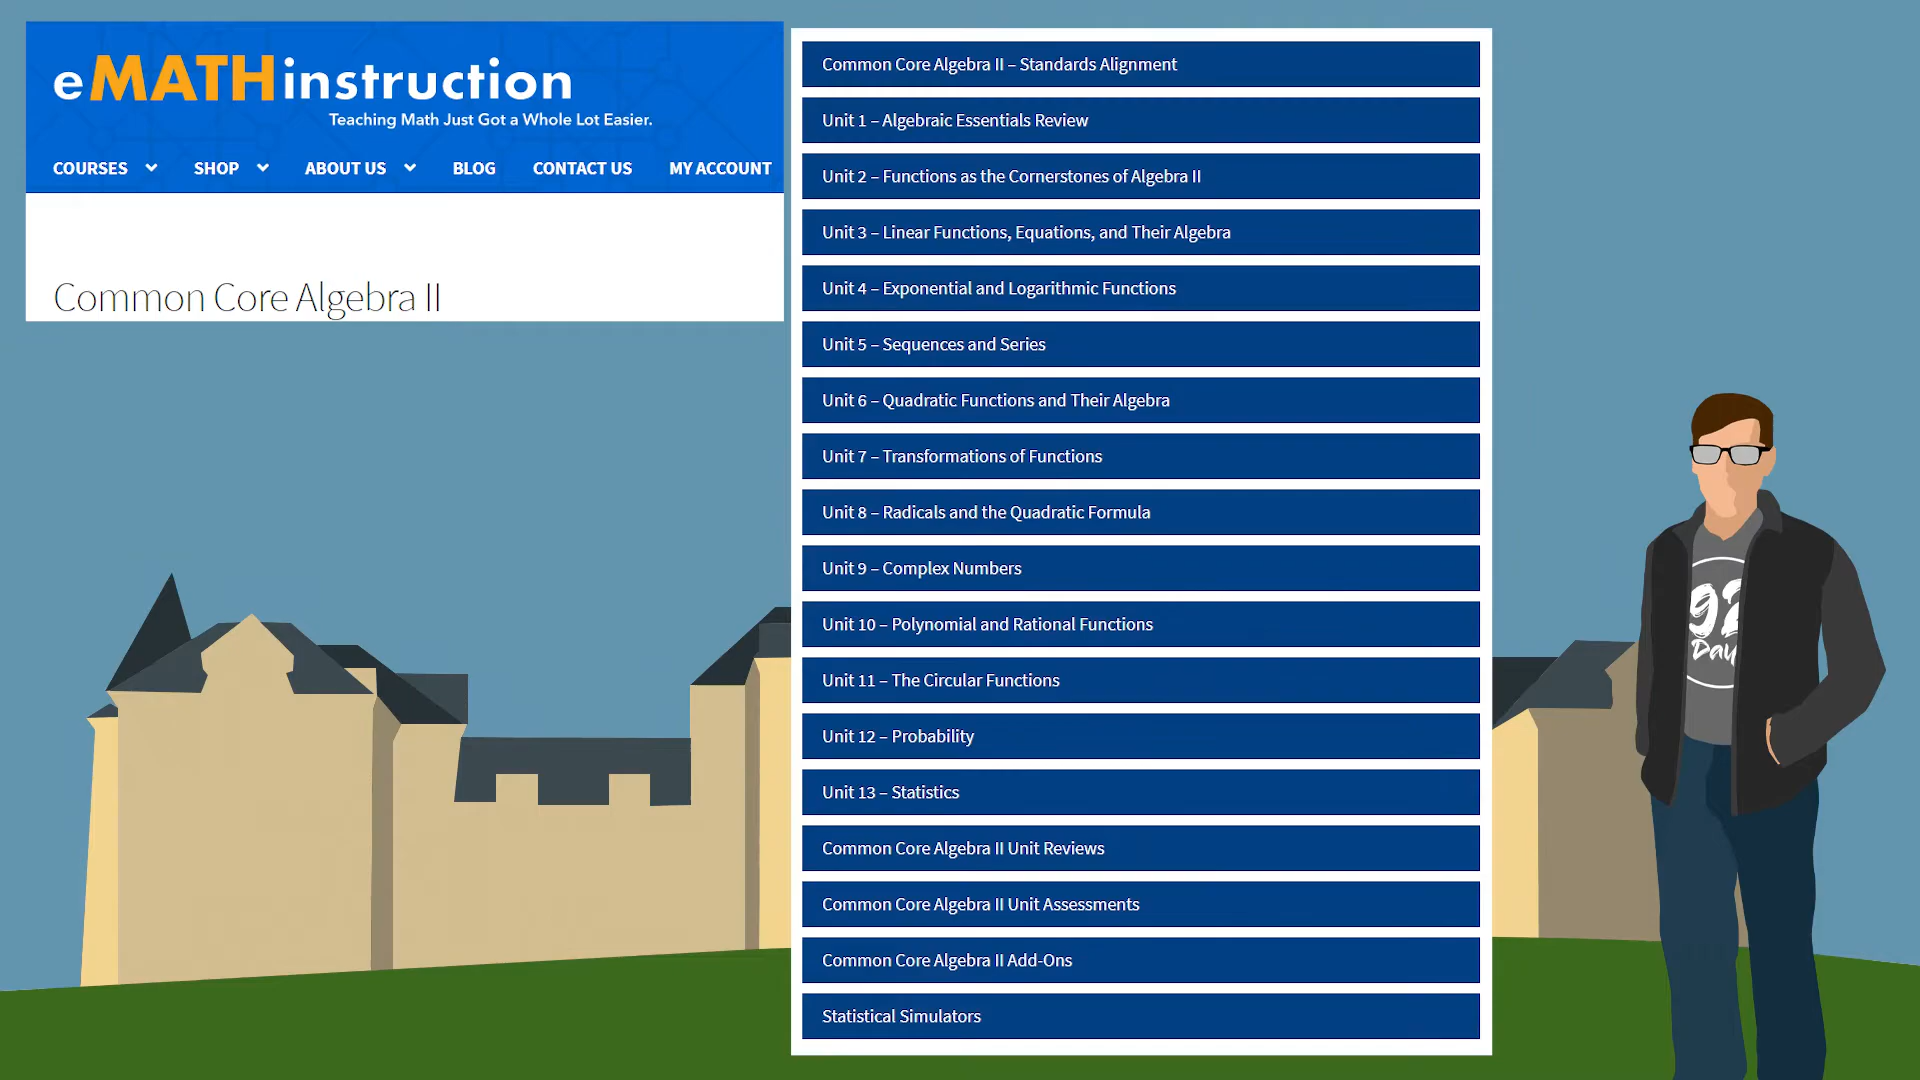 eMATHinstruction
Teaching Math Just Got a Whole Lot Easier.
COURSES SHOP ABOUT US BLOG CONTACT US MY ACCOUNT
Common Core Algebra II
Common Core Algebra II – Standards Alignment
Unit 1 – Algebraic Essentials Review
Unit 2 – Functions as the Cornerstones of Algebra II
Unit 3 – Linear Functions, Equations, and Their Algebra
Unit 4 – Exponential and Logarithmic Functions
Unit 5 – Sequences and Series
Unit 6 – Quadratic Functions and Their Algebra
Unit 7 – Transformations of Functions
Unit 8 – Radicals and the Quadratic Formula
Unit 9 – Complex Numbers
Unit 10 – Polynomial and Rational Functions
Unit 11 – The Circular Functions
Unit 12 – Probability
Unit 13 – Statistics
Common Core Algebra II Unit Reviews
Common Core Algebra II Unit Assessments
Common Core Algebra II Add-Ons
Statistical Simulators
92
Day